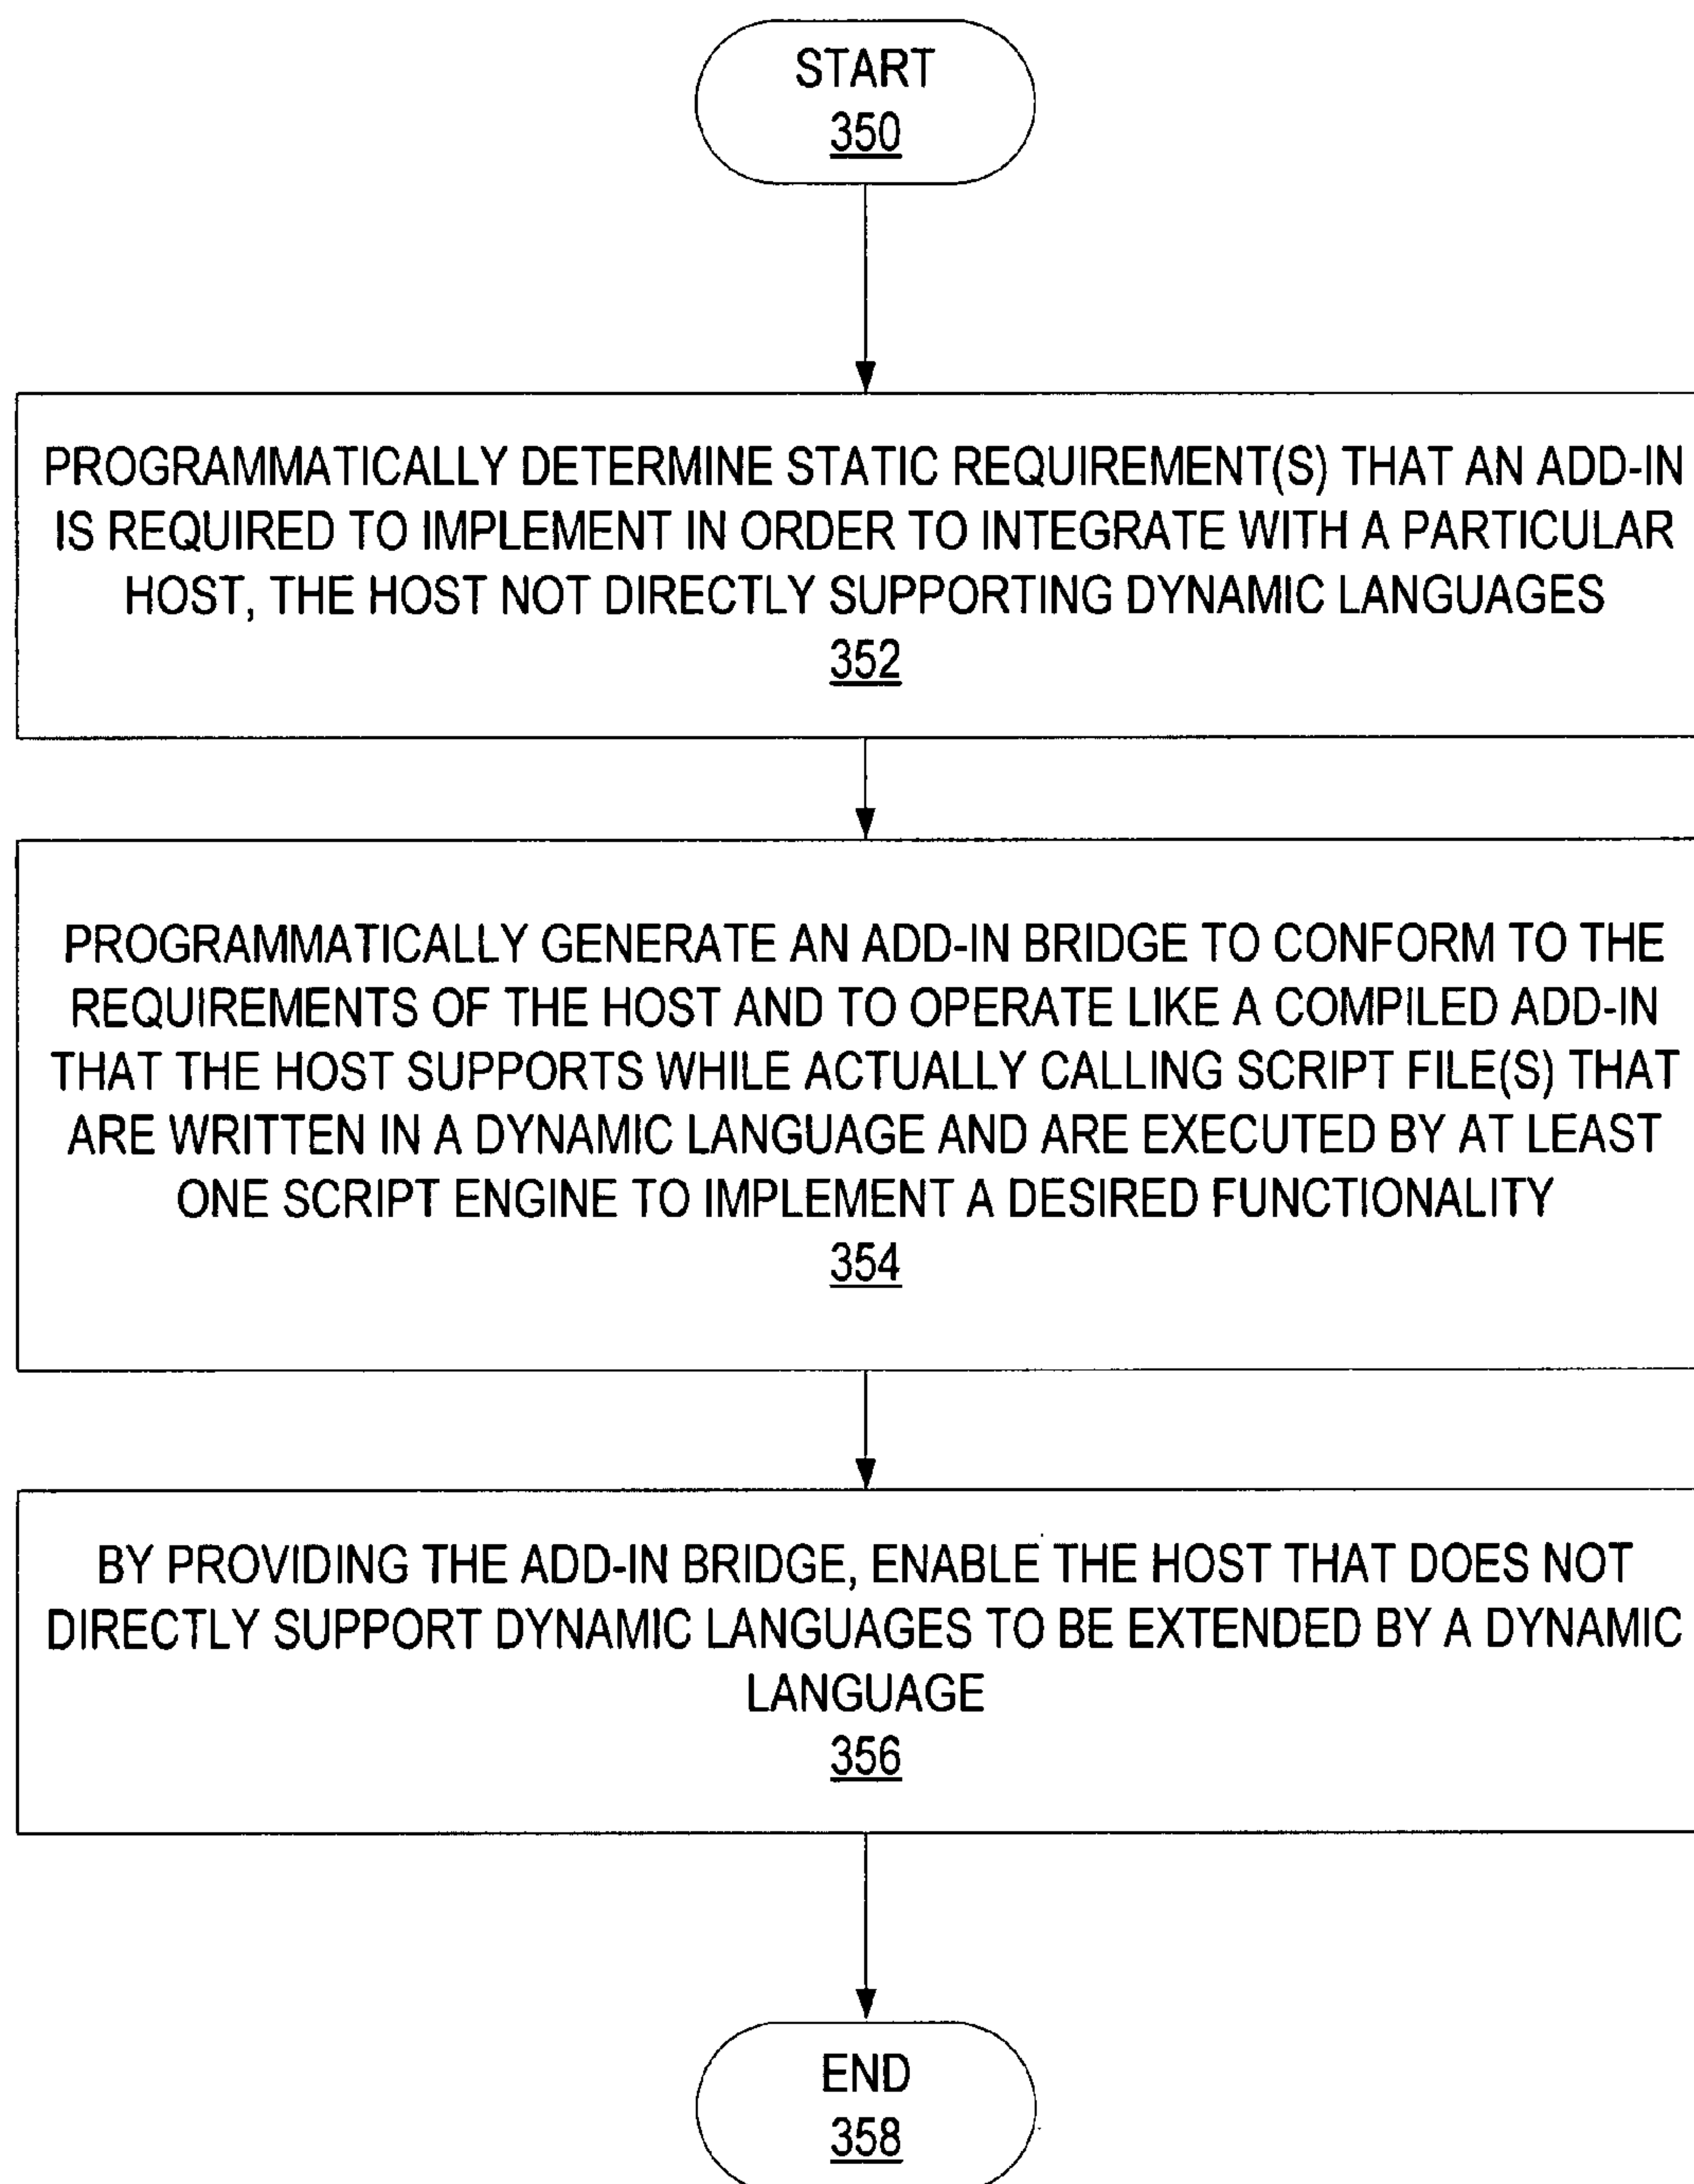 START
350
PROGRAMMATICALLY DETERMINE STATIC REQUIREMENT(S) THAT AN ADD-IN
IS REQUIRED TO IMPLEMENT IN ORDER TO INTEGRATE WITH A PARTICULAR
HOST, THE HOST NOT DIRECTLY SUPPORTING DYNAMIC LANGUAGES
352
PROGRAMMATICALLY GENERATE AN ADD-IN BRIDGE TO CONFORM TO THE
REQUIREMENTS OF THE HOST AND TO OPERATE LIKE A COMPILED ADD-IN
THAT THE HOST SUPPORTS WHILE ACTUALLY CALLING SCRIPT FILE(S) THAT
ARE WRITTEN IN A DYNAMIC LANGUAGE AND ARE EXECUTED BY AT LEAST
ONE SCRIPT ENGINE TO IMPLEMENT A DESIRED FUNCTIONALITY
354
BY PROVIDING THE ADD-IN BRIDGE, ENABLE THE HOST THAT DOES NOT
DIRECTLY SUPPORT DYNAMIC LANGUAGES TO BE EXTENDED BY A DYNAMIC
LANGUAGE
356
END
358